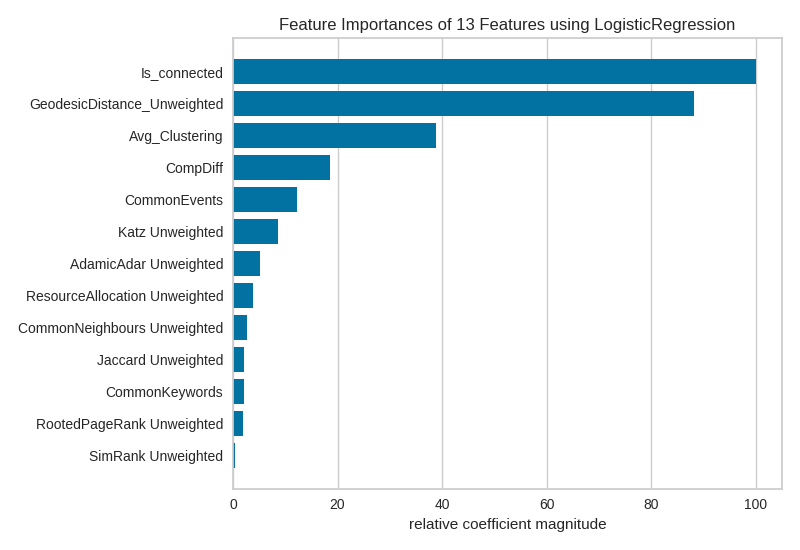 Feature Importances of 13 Features using LogisticRegression
Is_connected
GeodesicDistance_Unweighted
Avg_Clustering
CompDiff
CommonEvents
Katz Unweighted
AdamicAdar Unweighted
ResourceAllocation Unweighted
CommonNeighbours Unweighted
Jaccard Unweighted
CommonKeywords
RootedPageRank Unweighted
SimRank Unweighted
0 20 40 60 80 100
relative coefficient magnitude